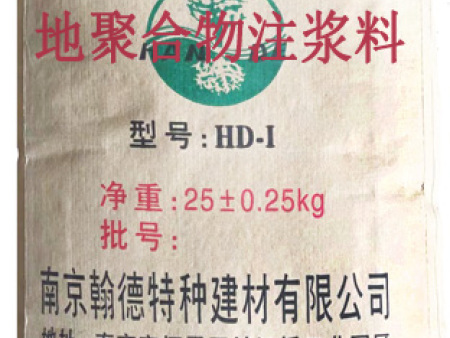 地聚合物注浆料
型号:HD-I
净重:25±0.25kg
批号:
南京翰德特种建材有限公司